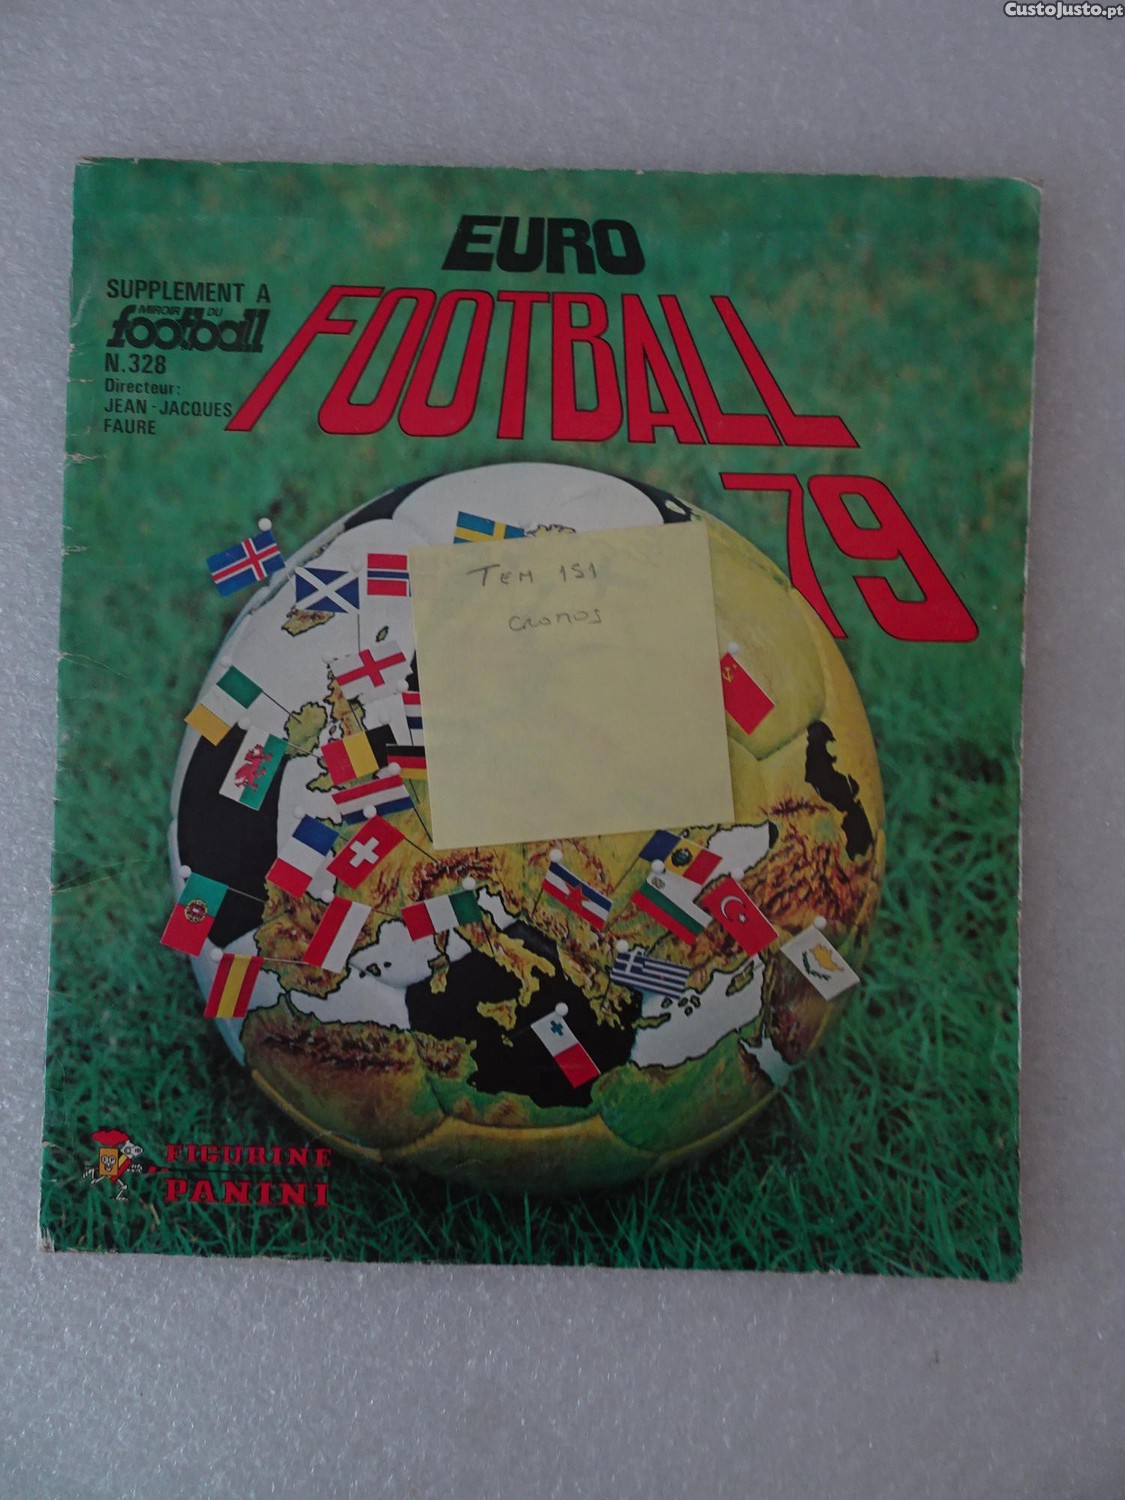 CustoJusto.pt
EURO
FOOTBALL
79
SUPPLEMENT A
MIROIR DU
football
N.328
Directeur:
JEAN-JACQUES
FAURE
TEM 151
CROMOS
FIGURINE
PANINI